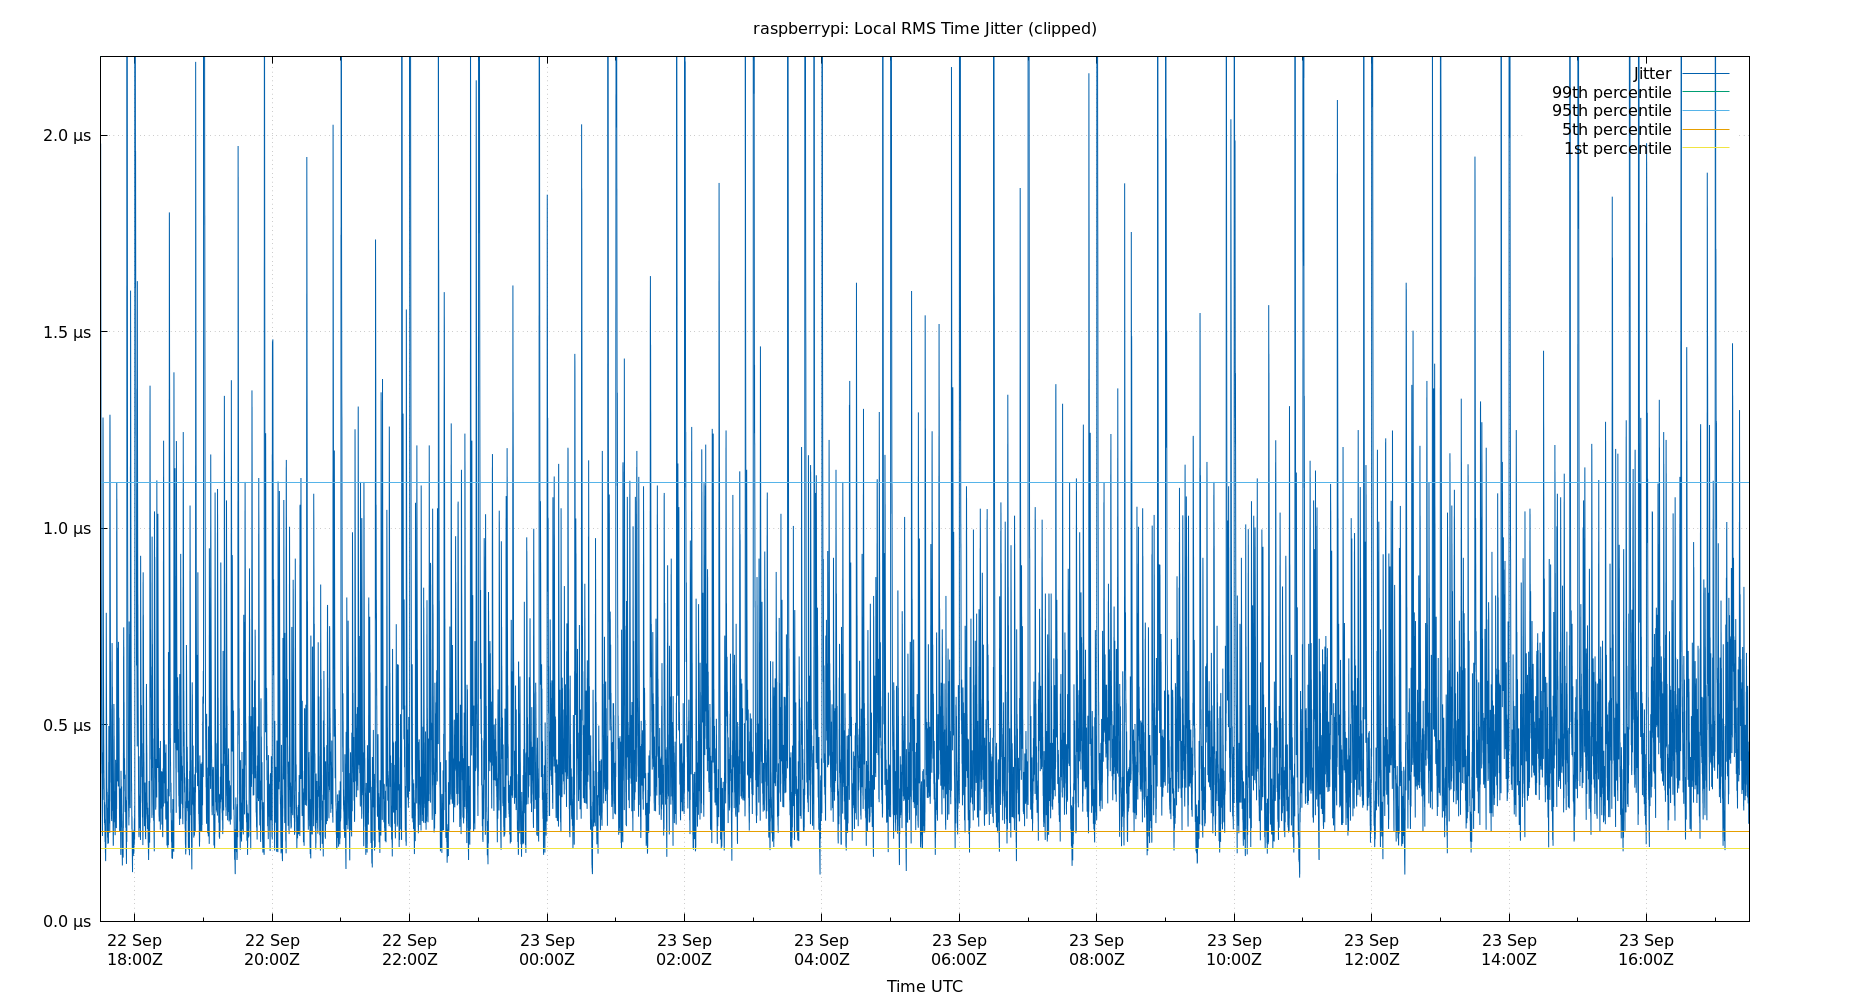 raspberrypi: Local RMS Time Jitter (clipped)
Jitter
99th percentile
95th percentile
5th percentile
1st percentile
2.0 µs
1.5 µs
1.0 µs
0.5 µs
0.0 µs
22 Sep 22 Sep 22 Sep 23 Sep 23 Sep 23 Sep 23 Sep 23 Sep 23 Sep 23 Sep 23 Sep 23 Sep
18:00Z 20:00Z 22:00Z 00:00Z 02:00Z 04:00Z 06:00Z 08:00Z 10:00Z 12:00Z 14:00Z 16:00Z
Time UTC